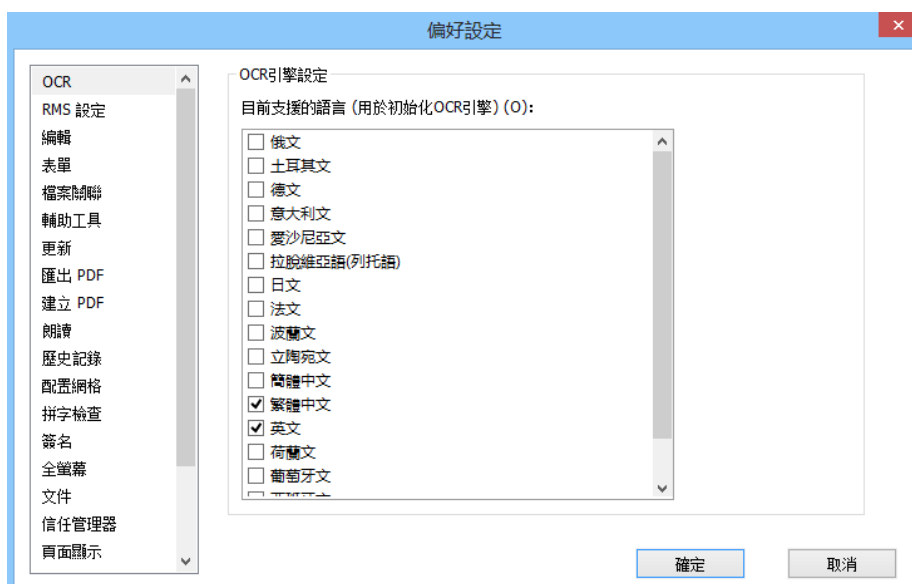 偏好設定
OCR
RMS 設定
編輯
表單
檔案關聯
輔助工具
更新
匯出 PDF
建立 PDF
朗讀
歷史記錄
配置網格
拼字檢查
簽名
全螢幕
文件
信任管理器
頁面顯示
OCR引擎設定
目前支援的語言 (用於初始化OCR引擎) (O):
俄文
土耳其文
德文
意大利文
愛沙尼亞文
拉脫維亞語(列托語)
日文
法文
波蘭文
立陶宛文
簡體中文
繁體中文
英文
荷蘭文
葡萄牙文
確定
取消